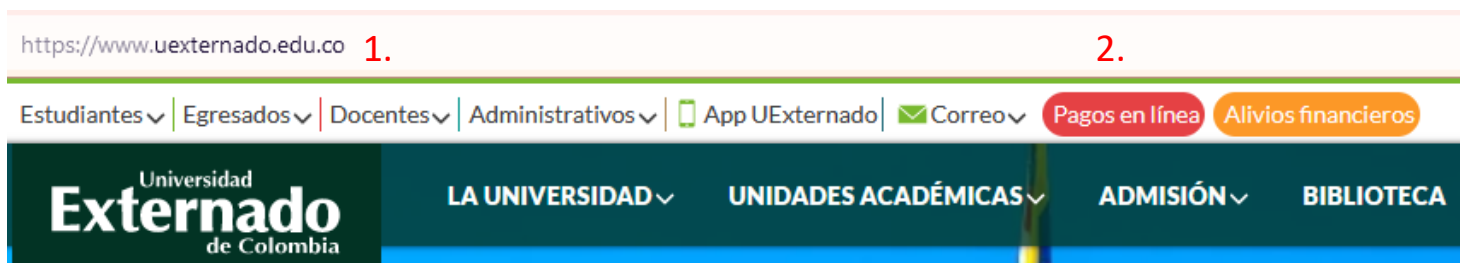 https://www.uexternado.edu.co 1. 2.
Estudiantes Egresados Docentes Administrativos App UExternado Correo Pagos en línea Alivios financieros
Universidad
Externado
de Colombia
LA UNIVERSIDAD UNIDADES ACADÉMICAS ADMISIÓN BIBLIOTECA